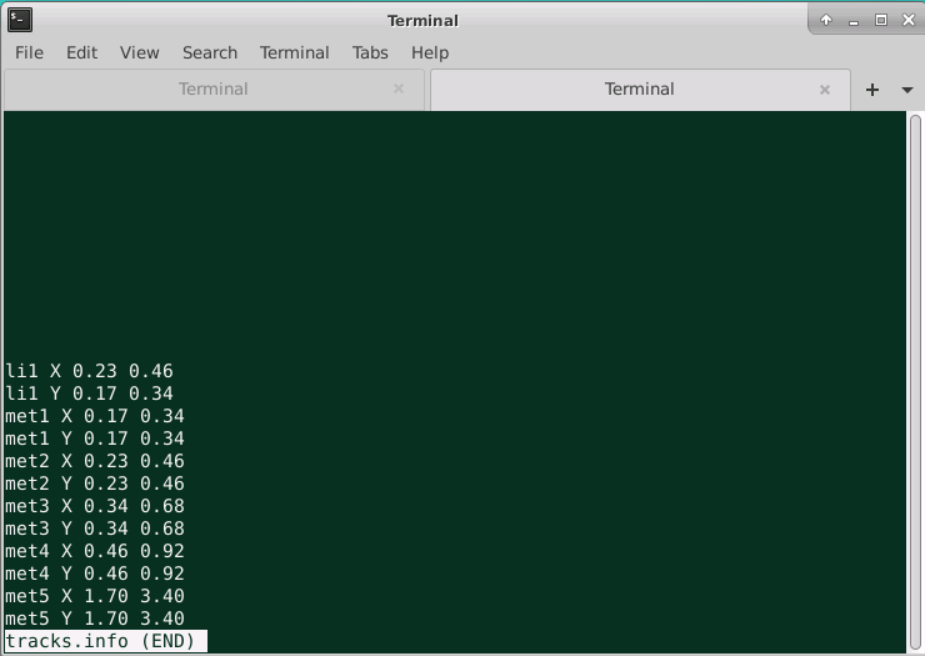 Terminal
File Edit View Search Terminal Tabs Help
Terminal Terminal
li1 X 0.23 0.46
li1 Y 0.17 0.34
met1 X 0.17 0.34
met1 Y 0.17 0.34
met2 X 0.23 0.46
met2 Y 0.23 0.46
met3 X 0.34 0.68
met3 Y 0.34 0.68
met4 X 0.46 0.92
met4 Y 0.46 0.92
met5 X 1.70 3.40
met5 Y 1.70 3.40
tracks.info (END)